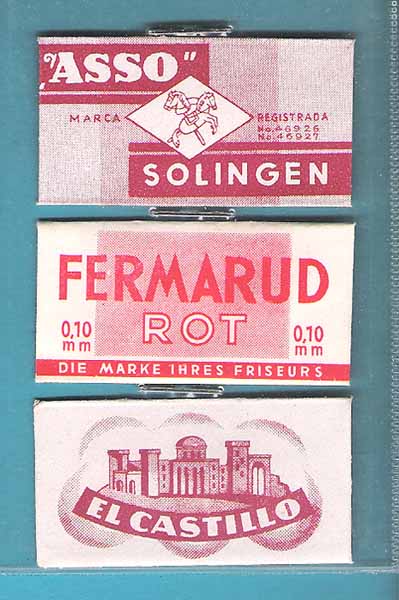 "ASSO"
MARCA REGISTRADA
No. 46926
No. 46927
SOLINGEN
FERMARUD
ROT
0,10 mm 0,10 mm
DIE MARKE IHRES FRISEURS
EL CASTILLO